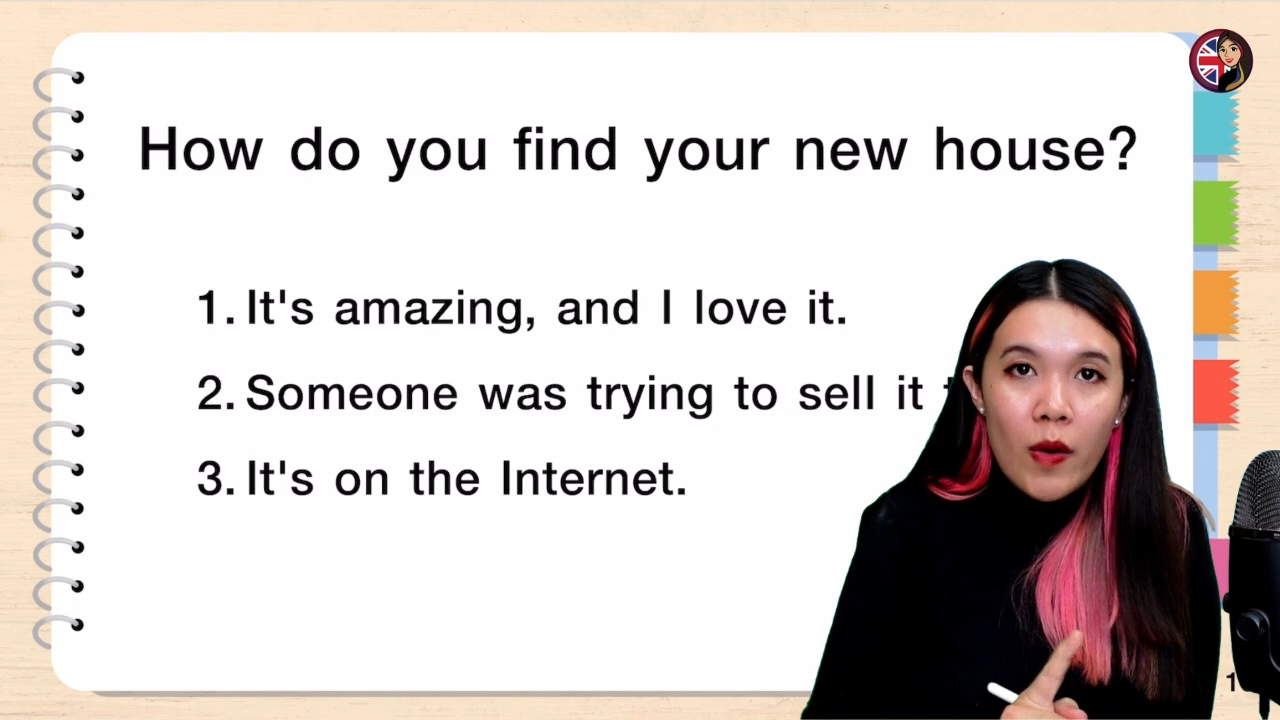 How do you find your new house?
1. It's amazing, and I love it.
2. Someone was trying to sell it
3. It's on the Internet.